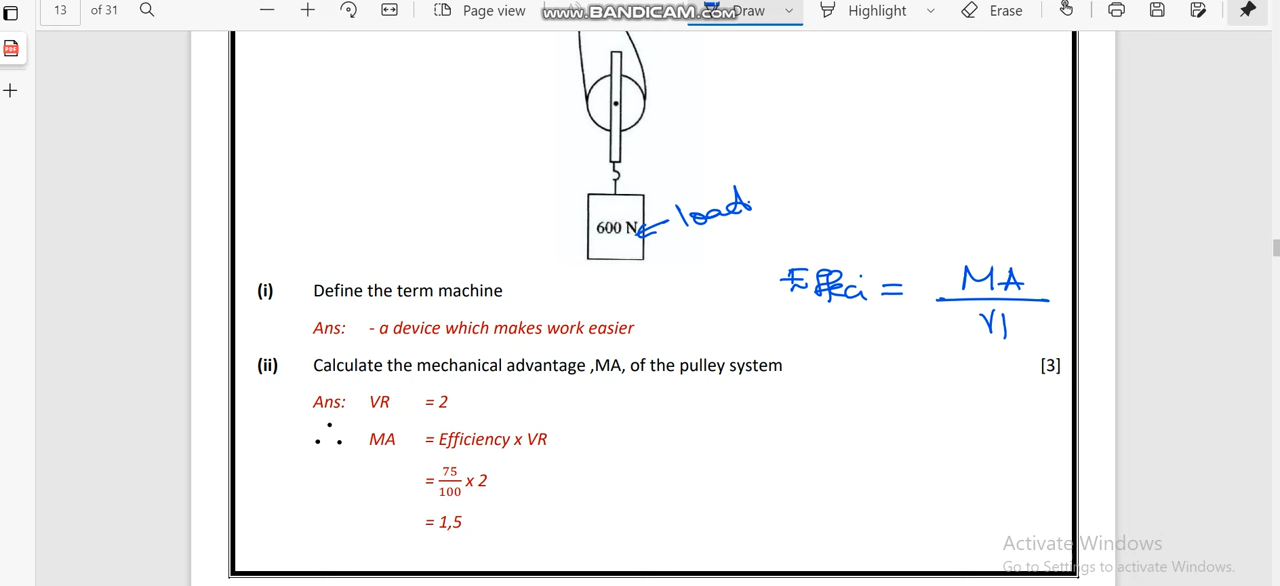 13 of 31 Page view www.BANDICAM.com Draw Highlight Erase
600 N
load
Effici = MA
(i) Define the term machine
Ans: - a device which makes work easier
(ii) Calculate the mechanical advantage ,MA, of the pulley system [3]
Ans: VR = 2
∴ MA = Efficiency x VR
= 75/100 x 2
= 1,5
Activate Windows
Go to Settings to activate Windows.